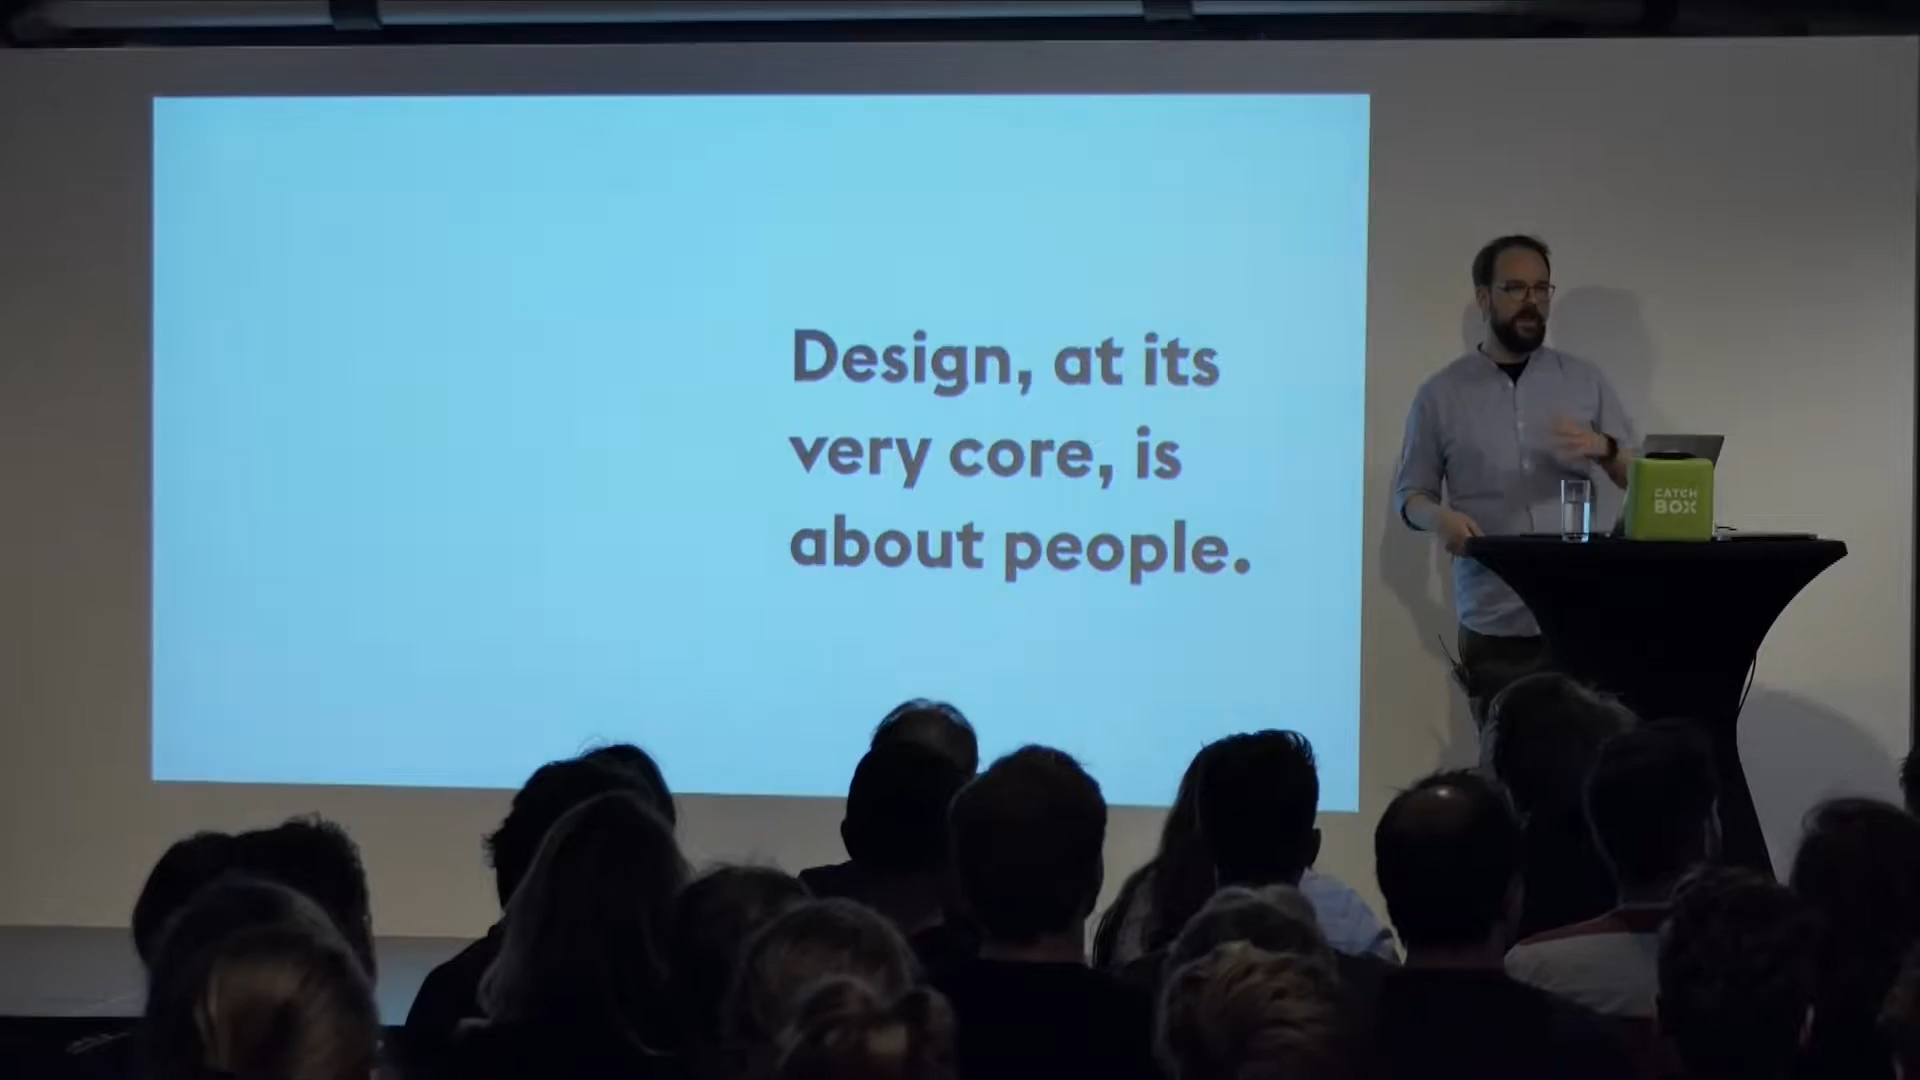 Design, at its
very core, is
about people.
CATCH
BOX